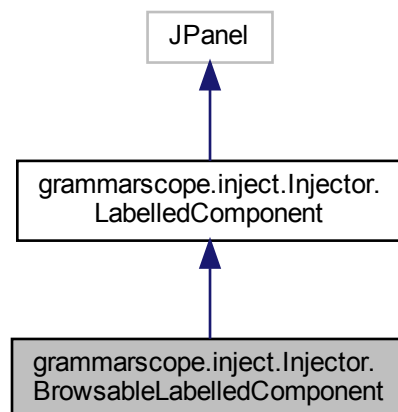 JPanel
grammarscope.inject.Injector.
LabelledComponent
grammarscope.inject.Injector.
BrowsableLabelledComponent